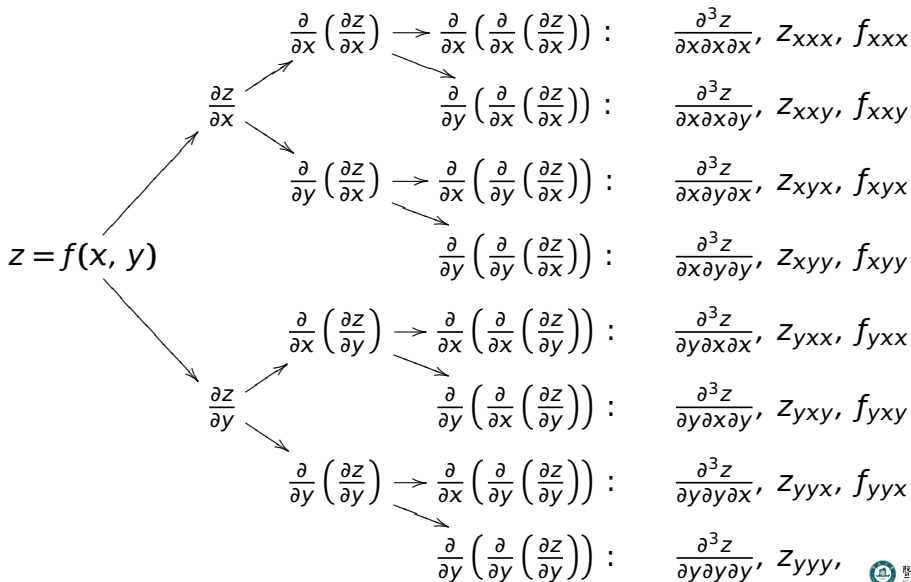 ∂/∂x (∂z/∂x) → ∂/∂x (∂/∂x (∂z/∂x)) : ∂³z/∂x∂x∂x, z_xxx, f_xxx
∂z/∂x
∂/∂y (∂/∂x (∂z/∂x)) : ∂³z/∂x∂x∂y, z_xxy, f_xxy
∂/∂y (∂z/∂x) → ∂/∂x (∂/∂y (∂z/∂x)) : ∂³z/∂x∂y∂x, z_xyx, f_xyx
z = f(x, y)
∂/∂y (∂/∂y (∂z/∂x)) : ∂³z/∂x∂y∂y, z_xyy, f_xyy
∂/∂x (∂z/∂y) → ∂/∂x (∂/∂x (∂z/∂y)) : ∂³z/∂y∂x∂x, z_yxx, f_yxx
∂z/∂y
∂/∂y (∂/∂x (∂z/∂y)) : ∂³z/∂y∂x∂y, z_yxy, f_yxy
∂/∂y (∂z/∂y) → ∂/∂x (∂/∂y (∂z/∂y)) : ∂³z/∂y∂y∂x, z_yyx, f_yyx
∂/∂y (∂/∂y (∂z/∂y)) : ∂³z/∂y∂y∂y, z_yyy,